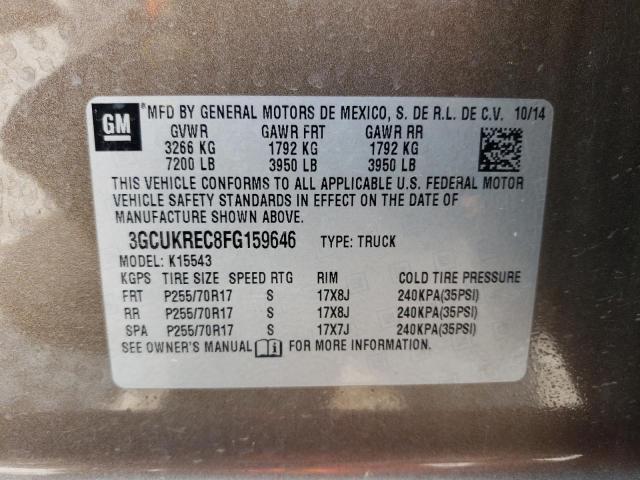 GM
® MFD BY GENERAL MOTORS DE MEXICO, S. DE R.L. DE C.V. 10/14
GVWR GAWR FRT GAWR RR
3266 KG 1792 KG 1792 KG
7200 LB 3950 LB 3950 LB
THIS VEHICLE CONFORMS TO ALL APPLICABLE U.S. FEDERAL MOTOR
VEHICLE SAFETY STANDARDS IN EFFECT ON THE DATE OF
MANUFACTURE SHOWN ABOVE.
3GCUKREC8FG159646 TYPE: TRUCK
MODEL: K15543
KGPS TIRE SIZE SPEED RTG RIM COLD TIRE PRESSURE
FRT P255/70R17 S 17X8J 240KPA(35PSI)
RR P255/70R17 S 17X8J 240KPA(35PSI)
SPA P255/70R17 S 17X7J 240KPA(35PSI)
SEE OWNER'S MANUAL FOR MORE INFORMATION.